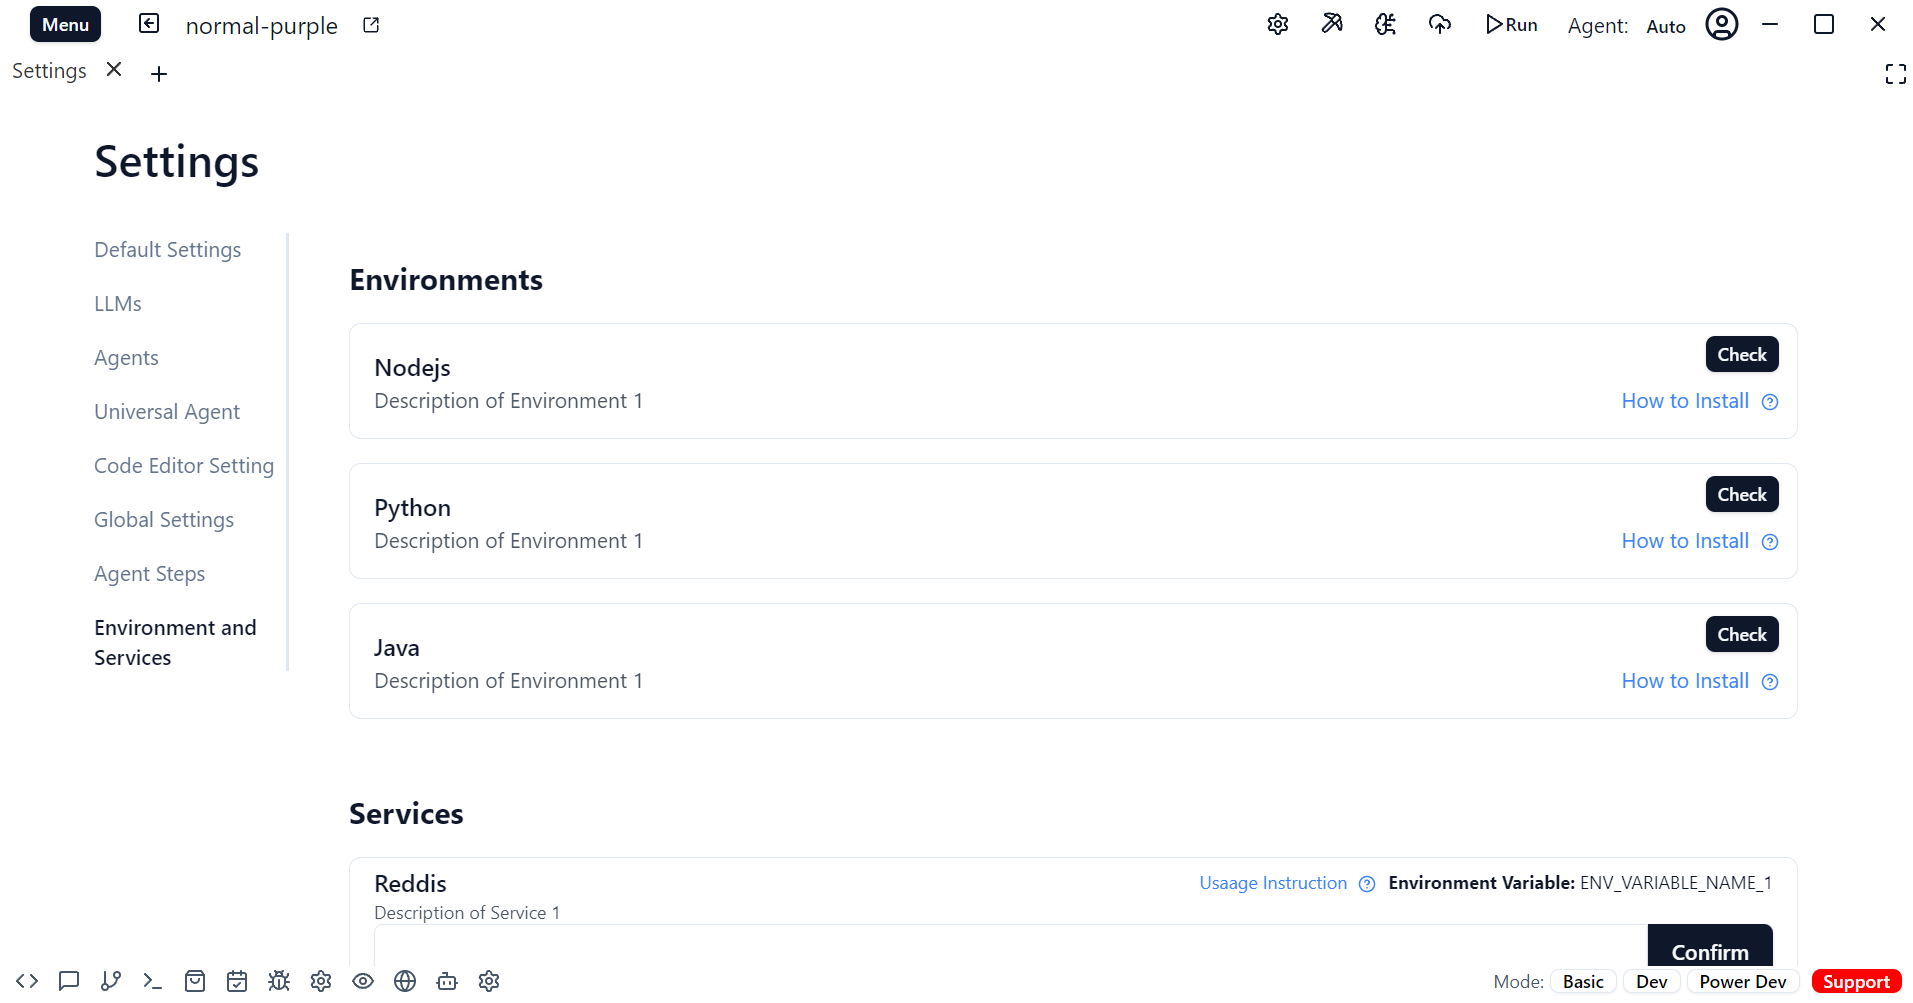 Menu
normal-purple
Run
Agent: Auto
Settings
Settings
Default Settings
LLMs
Agents
Universal Agent
Code Editor Setting
Global Settings
Agent Steps
Environment and
Services
Environments
Nodejs
Check
Description of Environment 1
How to Install
Python
Check
Description of Environment 1
How to Install
Java
Check
Description of Environment 1
How to Install
Services
Reddis
Usaage Instruction
Environment Variable: ENV_VARIABLE_NAME_1
Description of Service 1
Confirm
Mode: Basic Dev Power Dev Support